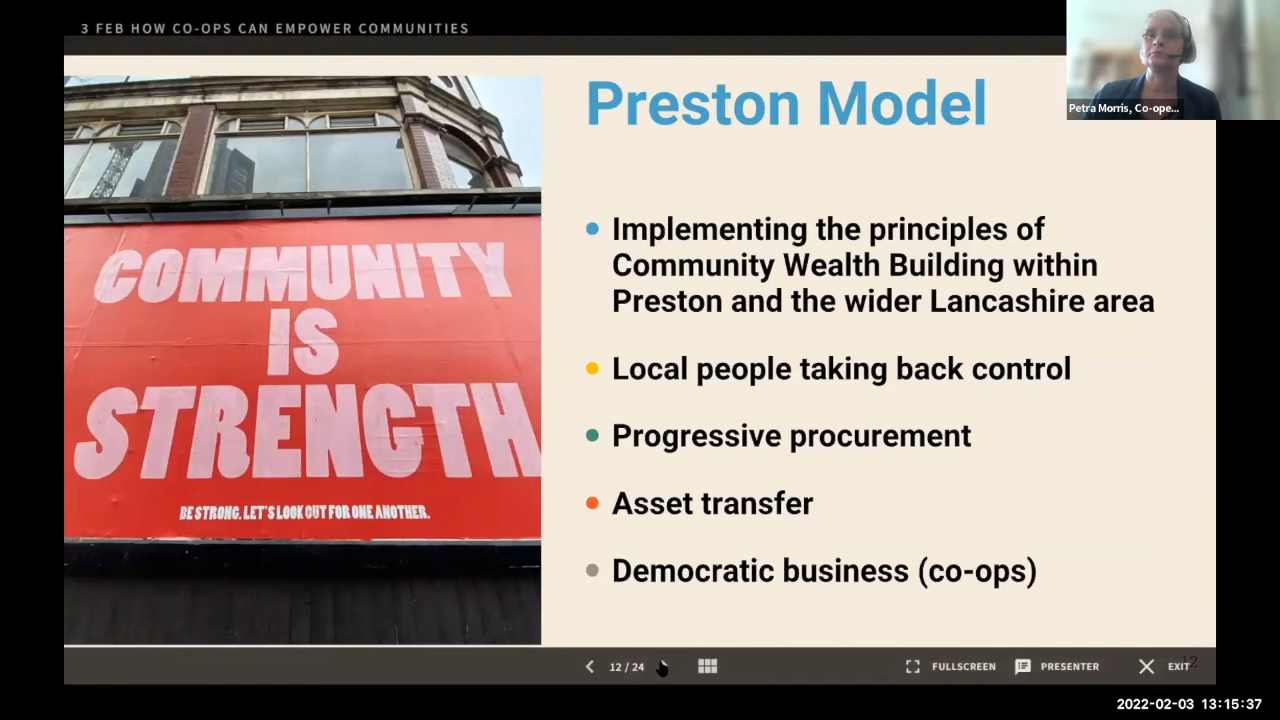 3 FEB HOW CO-OPS CAN EMPOWER COMMUNITIES
Petra Morris, Co-ope...
Preston Model
COMMUNITY
IS
STRENGTH
BE STRONG. LET'S LOOK OUT FOR ONE ANOTHER.
Implementing the principles of
Community Wealth Building within
Preston and the wider Lancashire area
Local people taking back control
Progressive procurement
Asset transfer
Democratic business (co-ops)
12 / 24
FULLSCREEN
PRESENTER
EXIT
12
2022-02-03 13:15:37